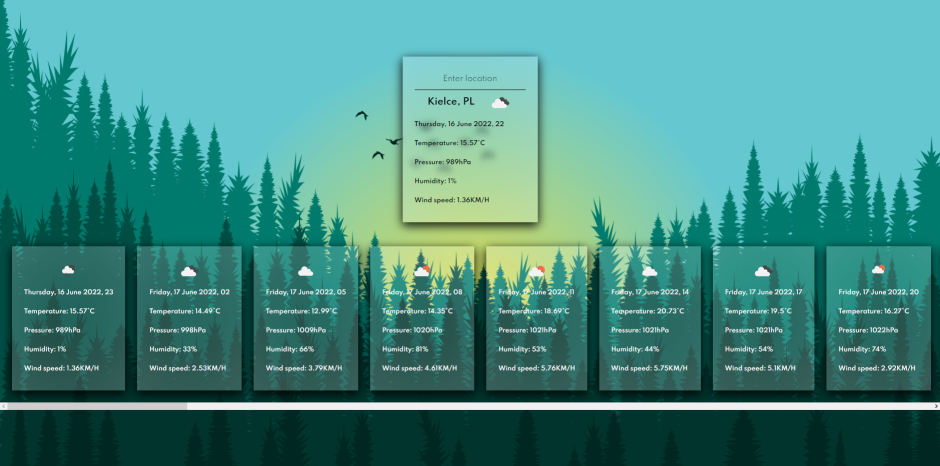 Enter location
Kielce, PL
Thursday, 16 June 2022, 22
Temperature: 15.57°C
Pressure: 989hPa
Humidity: 1%
Wind speed: 1.36KM/H
Thursday, 16 June 2022, 23
Temperature: 15.57°C
Pressure: 989hPa
Humidity: 1%
Wind speed: 1.36KM/H
Friday, 17 June 2022, 02
Temperature: 14.49°C
Pressure: 998hPa
Humidity: 33%
Wind speed: 2.53KM/H
Friday, 17 June 2022, 05
Temperature: 12.99°C
Pressure: 1009hPa
Humidity: 66%
Wind speed: 3.79KM/H
Friday, 17 June 2022, 08
Temperature: 14.35°C
Pressure: 1020hPa
Humidity: 81%
Wind speed: 4.61KM/H
Friday, 17 June 2022, 11
Temperature: 18.69°C
Pressure: 1021hPa
Humidity: 53%
Wind speed: 5.76KM/H
Friday, 17 June 2022, 14
Temperature: 20.73°C
Pressure: 1021hPa
Humidity: 44%
Wind speed: 5.75KM/H
Friday, 17 June 2022, 17
Temperature: 19.5°C
Pressure: 1021hPa
Humidity: 54%
Wind speed: 5.1KM/H
Friday, 17 June 2022, 20
Temperature: 16.27°C
Pressure: 1022hPa
Humidity: 74%
Wind speed: 2.92KM/H